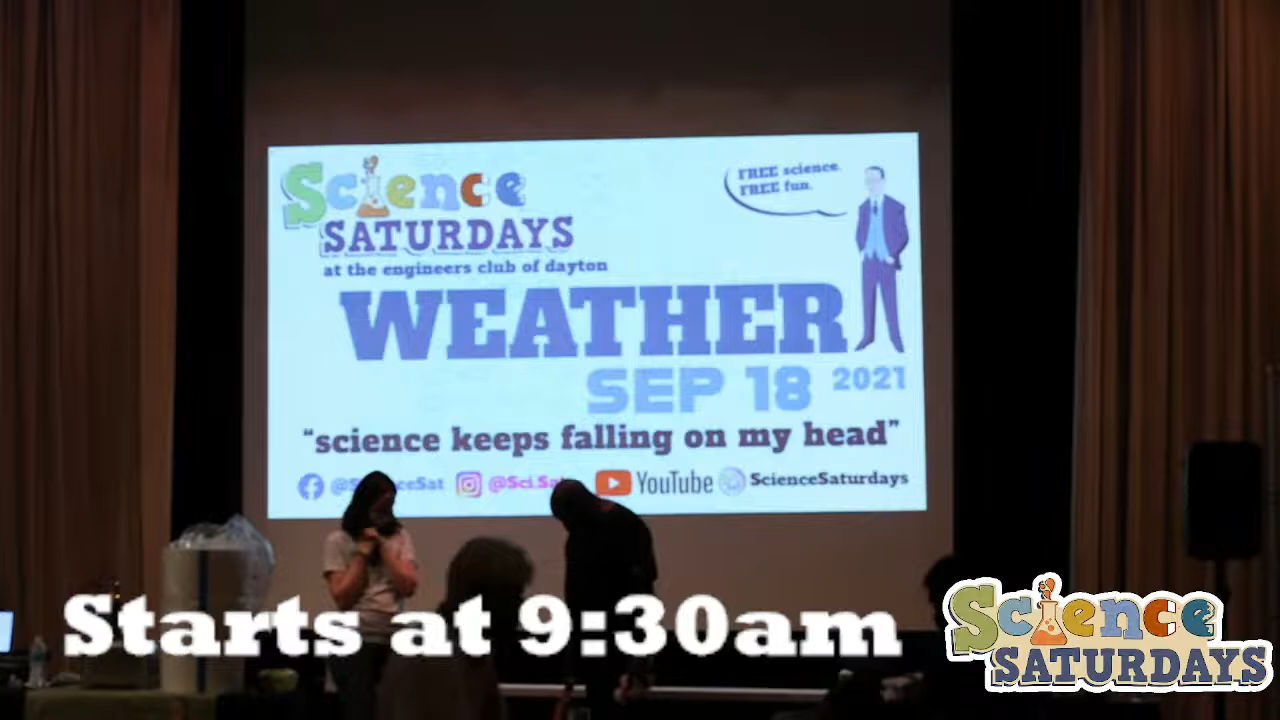 Science
SATURDAYS
at the engineers club of dayton
FREE science.
FREE fun.
WEATHER
SEP 18 2021
"science keeps falling on my head"
YouTube ScienceSaturdays
Starts at 9:30am
Science
SATURDAYS